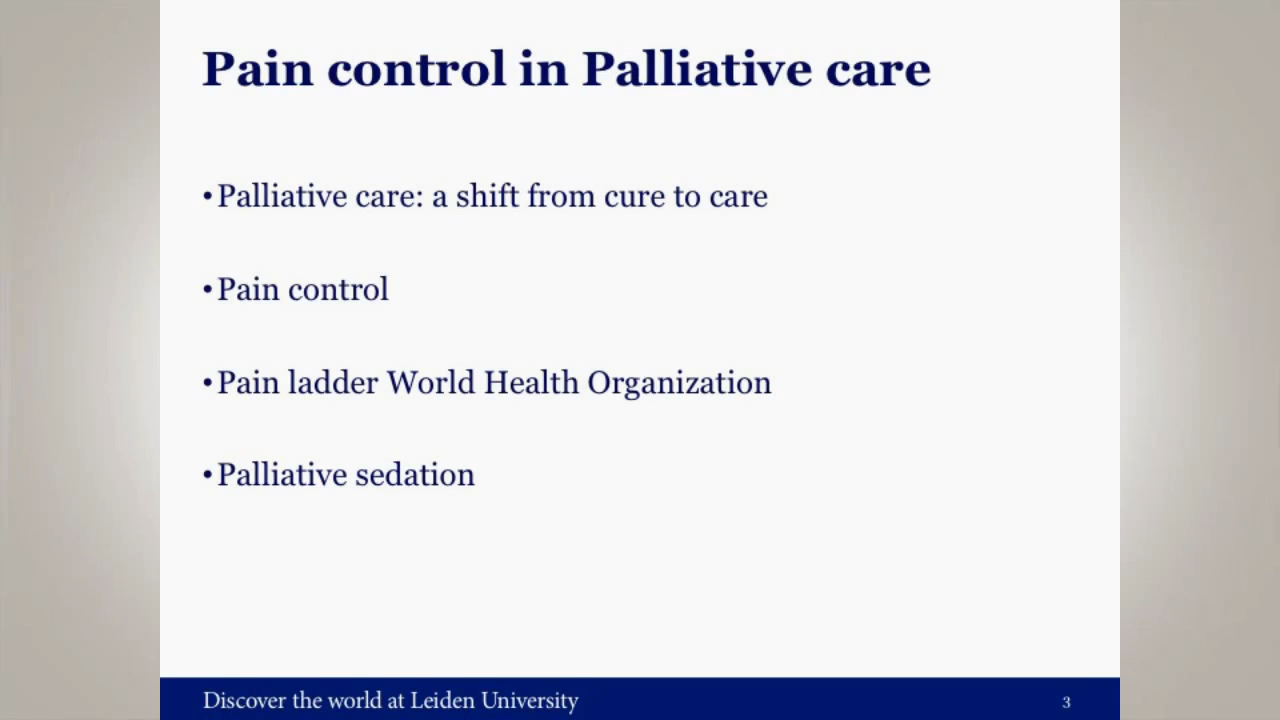 Pain control in Palliative care
•Palliative care: a shift from cure to care
•Pain control
•Pain ladder World Health Organization
•Palliative sedation
Discover the world at Leiden University
3